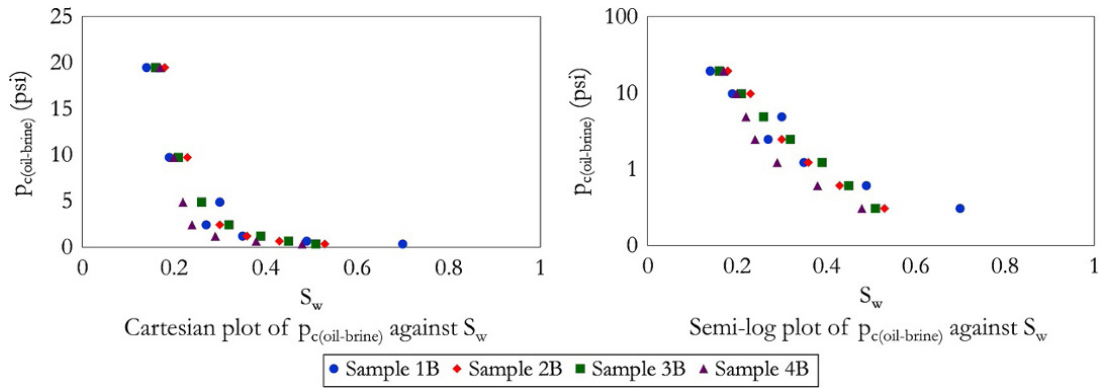 25
20
15
10
5
0
p_c(oil-brine) (psi)
0 0.2 0.4 0.6 0.8 1
S_w
Cartesian plot of p_c(oil-brine) against S_w
100
10
1
0
p_c(oil-brine) (psi)
0 0.2 0.4 0.6 0.8 1
S_w
Semi-log plot of p_c(oil-brine) against S_w
Sample 1B Sample 2B Sample 3B Sample 4B